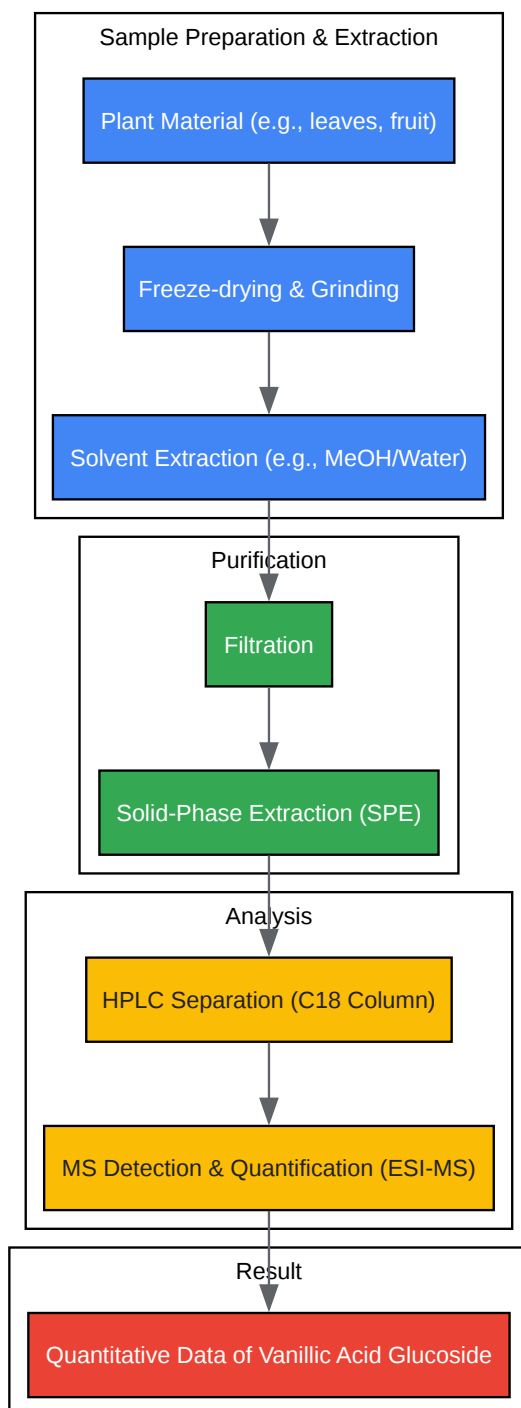 Sample Preparation & Extraction
Plant Material (e.g., leaves, fruit)
Freeze-drying & Grinding
Solvent Extraction (e.g., MeOH/Water)
Purification
Filtration
Solid-Phase Extraction (SPE)
Analysis
HPLC Separation (C18 Column)
MS Detection & Quantification (ESI-MS)
Result
Quantitative Data of Vanillic Acid Glucoside